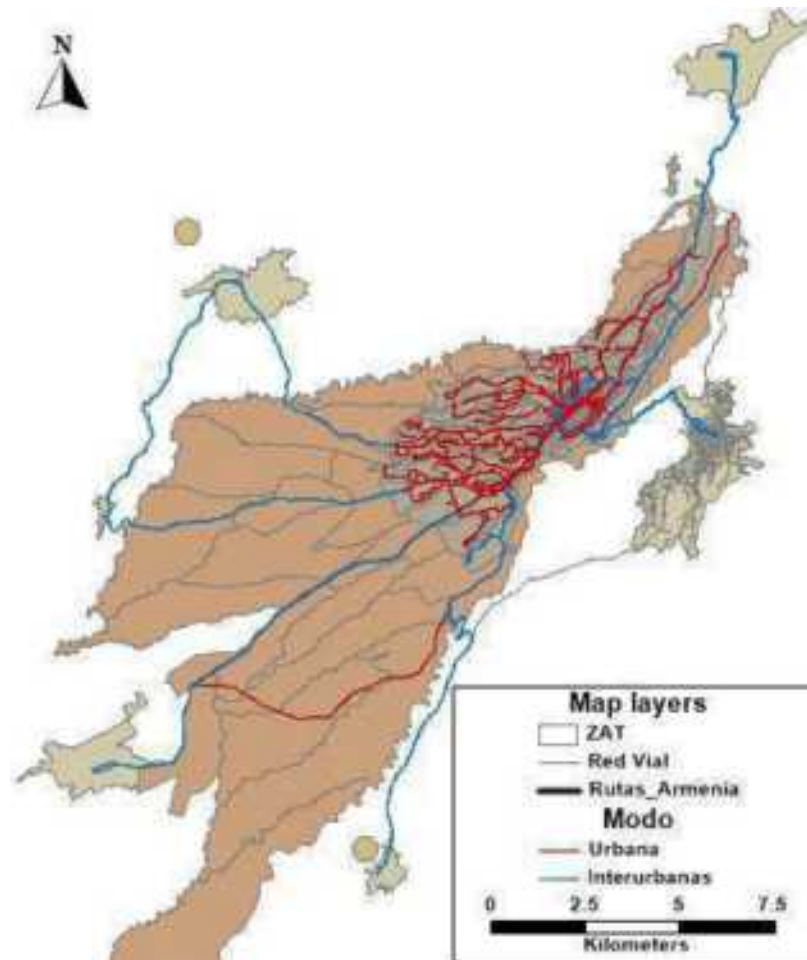 N
Map layers
ZAT
Red Vial
Rutas_Armenia
Modo
Urbana
Interurbanas
0 2.5 5 7.5
Kilometers